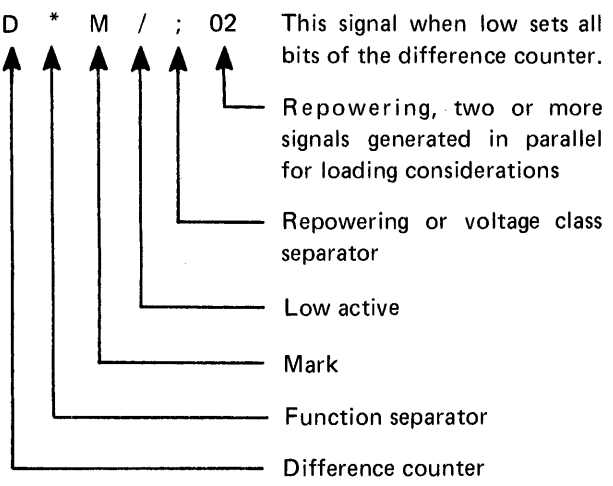 D * M / ; 02 This signal when low sets all
bits of the difference counter.
Repowering, two or more
signals generated in parallel
for loading considerations
Repowering or voltage class
separator
Low active
Mark
Function separator
Difference counter